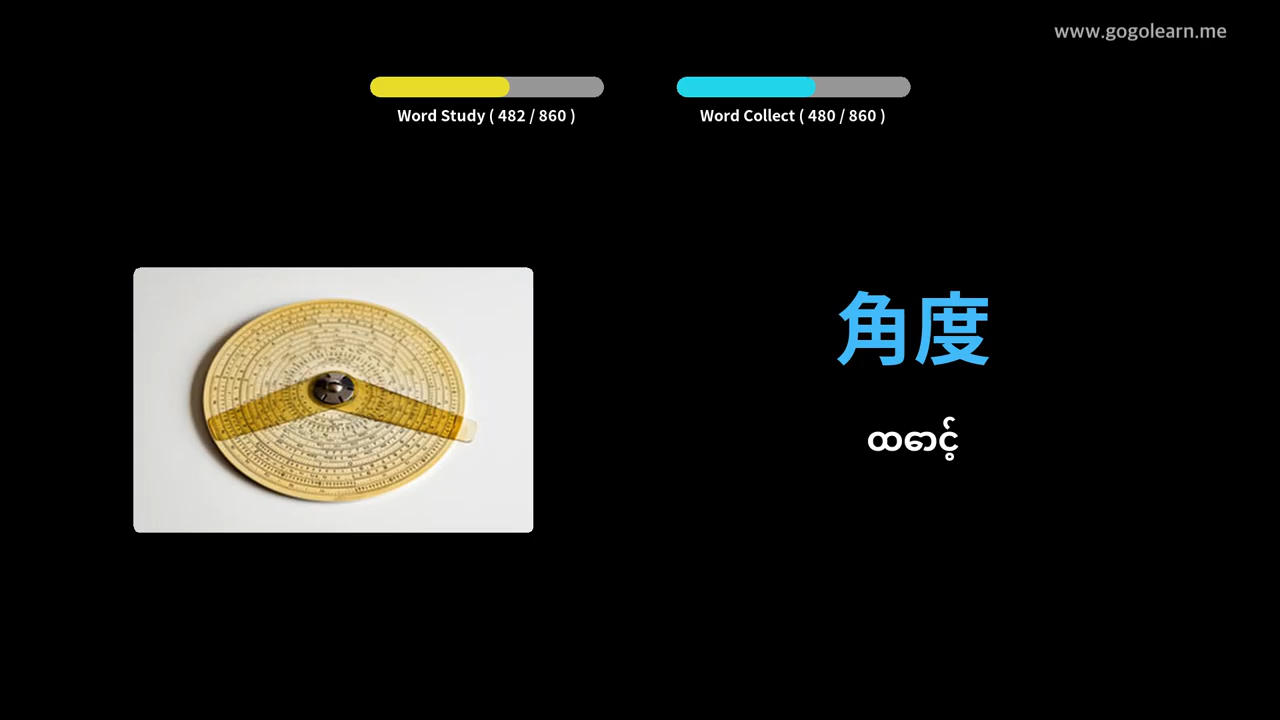 www.gogolearn.me
Word Study ( 482 / 860 )
Word Collect ( 480 / 860 )
角度
ထောင့်